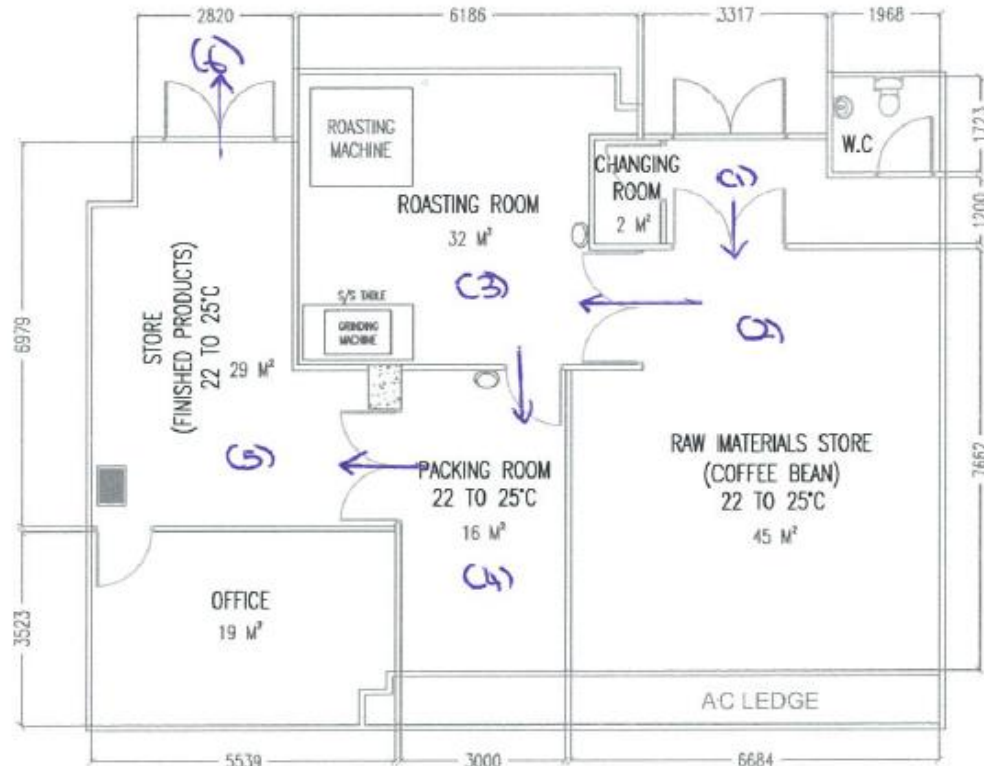 2820
6186
3317
1968
(6)
ROASTING
MACHINE
W.C
1723
CHANGING
ROOM
2 M²
(1)
1200
ROASTING ROOM
32 M²
(3)
(2)
S/S TABLE
GRINDING
MACHINE
6979
STORE
(FINISHED PRODUCTS)
22 TO 25°C
29 M²
(5)
PACKING ROOM
22 TO 25°C
16 M²
(4)
RAW MATERIALS STORE
(COFFEE BEAN)
22 TO 25°C
45 M²
7662
OFFICE
19 M²
3523
A·C LEDGE
5539
3000
6684